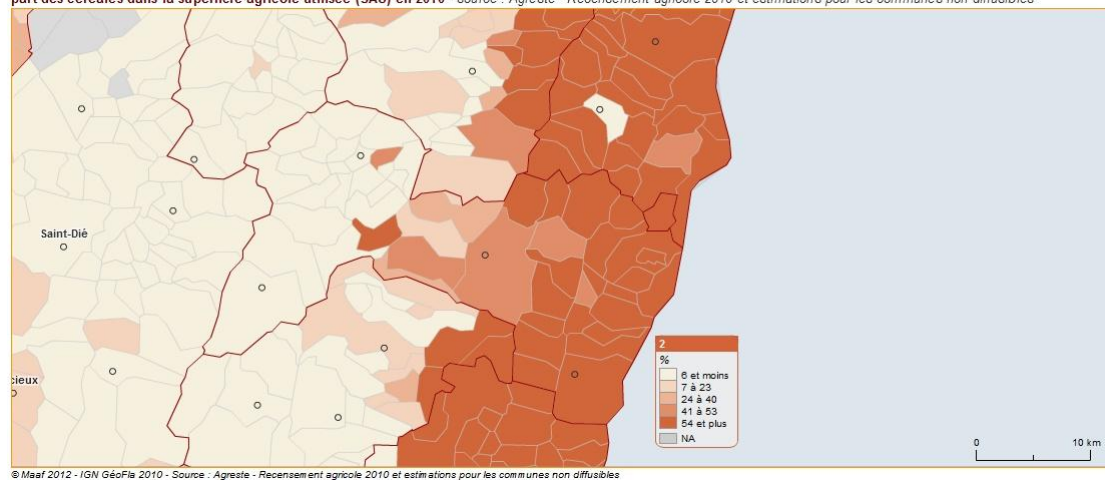 part des céréales dans la superficie agricole utilisée (SAU) en 2010 - Source : Agreste - Recensement agricole 2010 et estimations pour les communes non diffusibles
Saint-Dié
cieux
2
%
6 et moins
7 à 23
24 à 40
41 à 53
54 et plus
NA
0 10 km
© Maaf 2012 - IGN GéoFla 2010 - Source : Agreste - Recensement agricole 2010 et estimations pour les communes non diffusibles